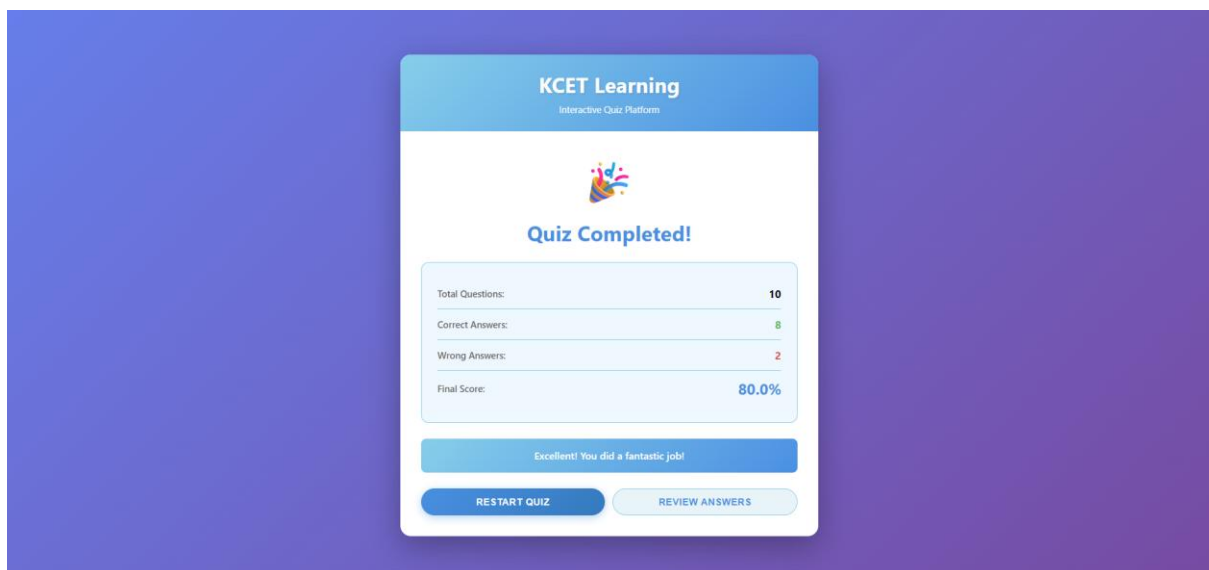 KCET Learning
Interactive Quiz Platform
Quiz Completed!
Total Questions: 10
Correct Answers: 8
Wrong Answers: 2
Final Score: 80.0%
Excellent! You did a fantastic job!
RESTART QUIZ REVIEW ANSWERS